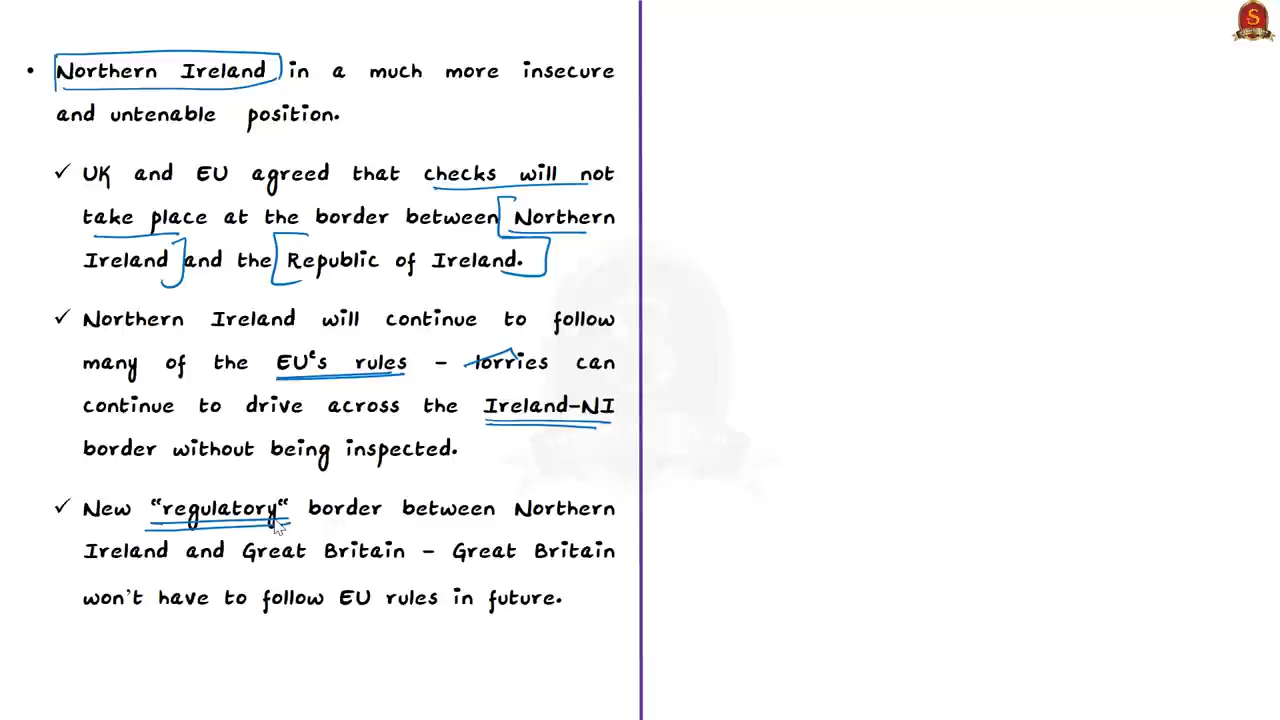 • Northern Ireland in a much more insecure
and untenable position.
✓ UK and EU agreed that checks will not
take place at the border between Northern
Ireland and the Republic of Ireland.
✓ Northern Ireland will continue to follow
many of the EU‘s rules – lorries can
continue to drive across the Ireland-NI
border without being inspected.
✓ New “regulatory“ border between Northern
Ireland and Great Britain – Great Britain
won't have to follow EU rules in future.
S